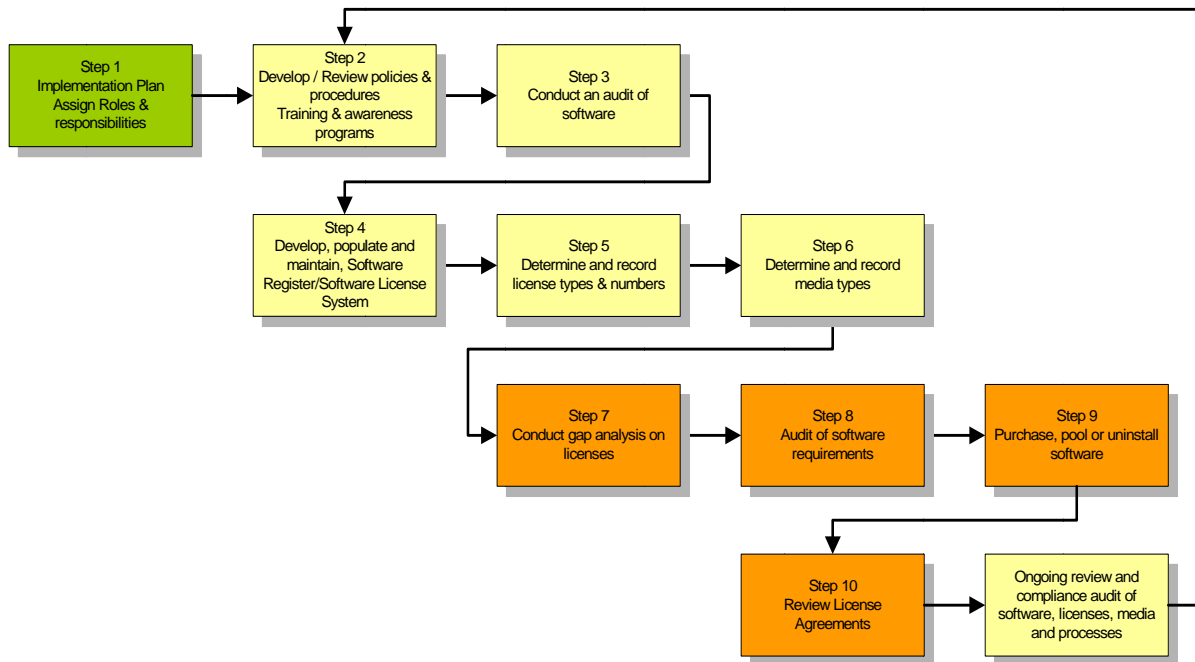 Step 1
Implementation Plan
Assign Roles &
responsibilities
Step 2
Develop / Review policies &
procedures
Training & awareness
programs
Step 3
Conduct an audit of
software
Step 4
Develop, populate and
maintain, Software
Register/Software License
System
Step 5
Determine and record
license types & numbers
Step 6
Determine and record
media types
Step 7
Conduct gap analysis on
licenses
Step 8
Audit of software
requirements
Step 9
Purchase, pool or uninstall
software
Step 10
Review License
Agreements
Ongoing review and
compliance audit of
software, licenses, media
and processes